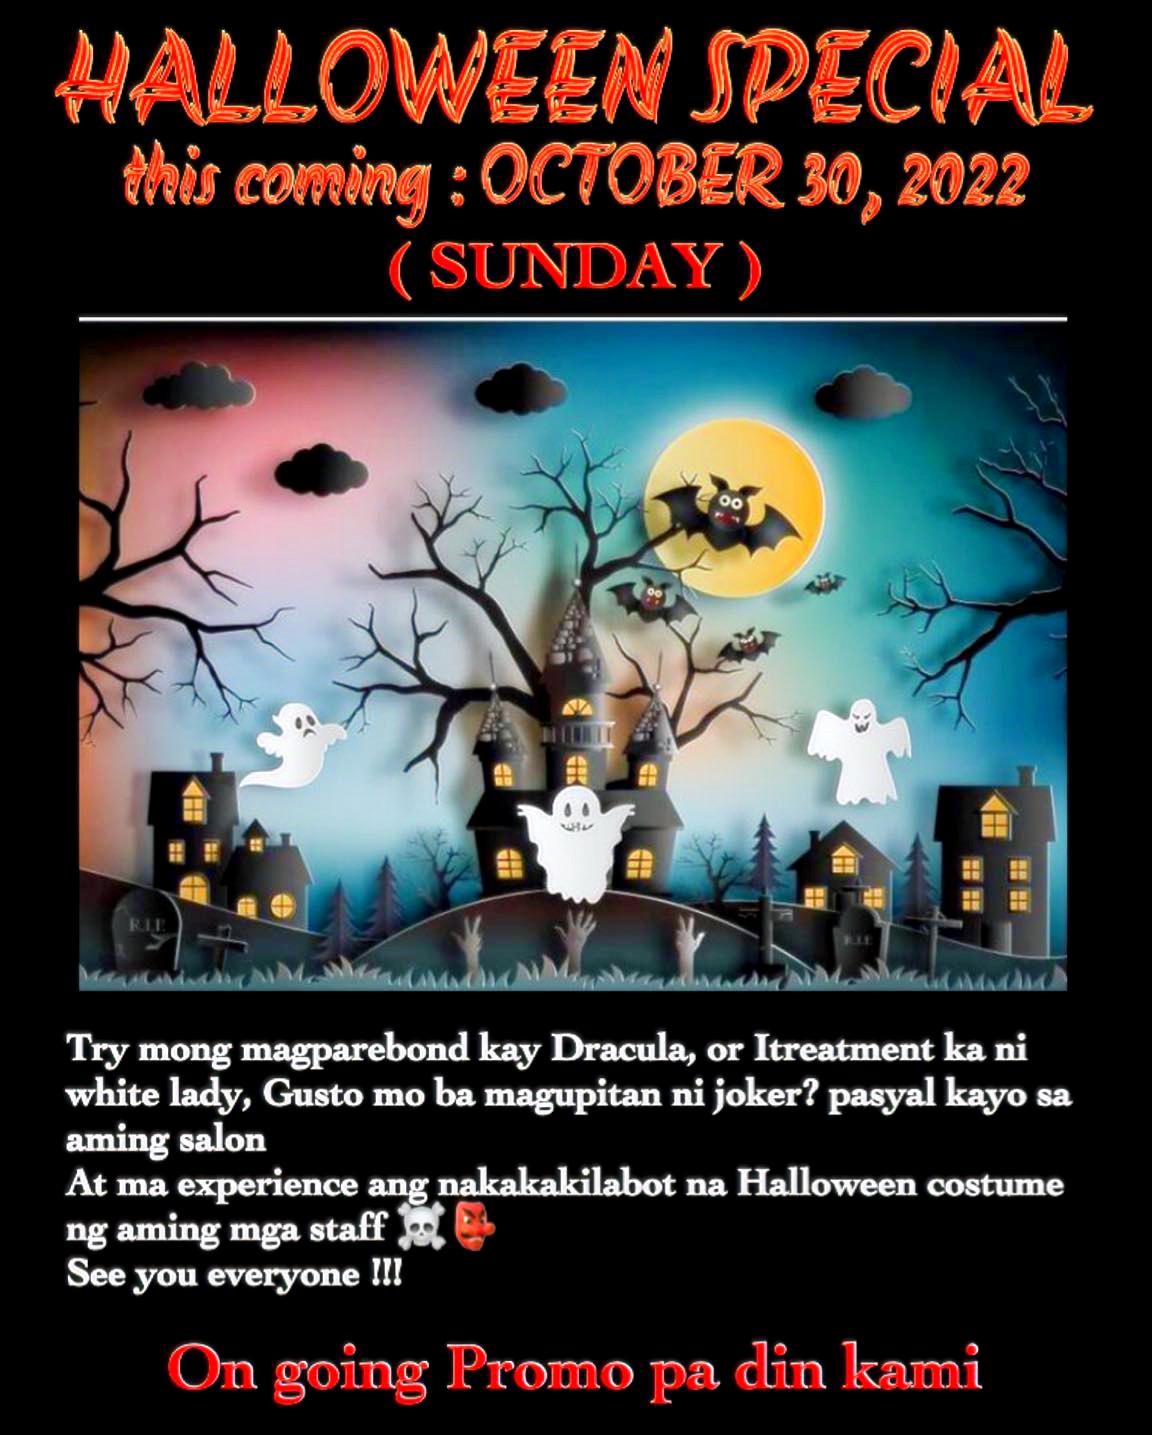 HALLOWEEN SPECIAL
this coming : OCTOBER 30, 2022
( SUNDAY )
R.I.P
R.I.P
Try mong magparebond kay Dracula, or Itreatment ka ni
white lady, Gusto mo ba magupitan ni joker? pasyal kayo sa
aming salon
At ma experience ang nakakakilabot na Halloween costume
ng aming mga staff ☠️👺
See you everyone !!!
On going Promo pa din kami